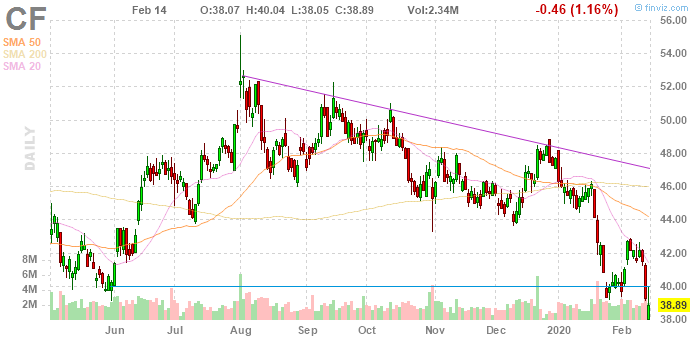 CF Feb 14 O:38.07 H:40.04 L:38.05 C:38.89 Vol:2.34M -0.46 (1.16%) © finviz.com
SMA 50
SMA 200
SMA 20
DAILY
56.00
54.00
52.00
50.00
48.00
46.00
44.00
42.00
40.00
38.89
38.00
8M
6M
4M
2M
Jun Jul Aug Sep Oct Nov Dec 2020 Feb